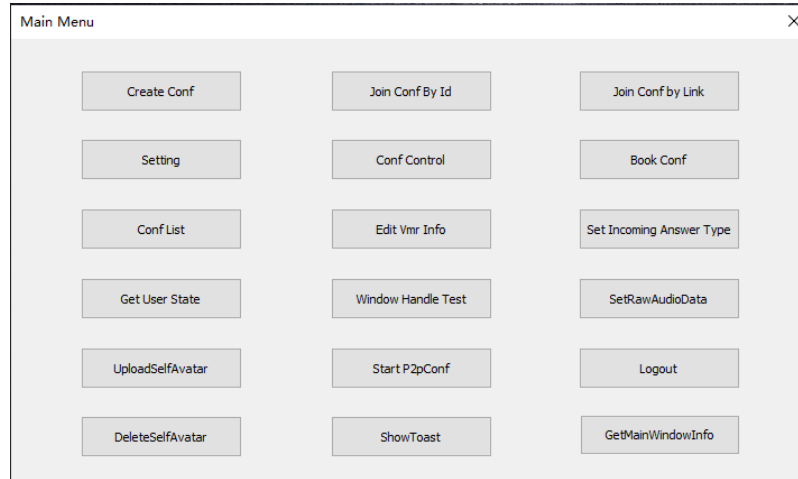 Main Menu
Create Conf
Join Conf By Id
Join Conf by Link
Setting
Conf Control
Book Conf
Conf List
Edit Vmr Info
Set Incoming Answer Type
Get User State
Window Handle Test
SetRawAudioData
UploadSelfAvatar
Start P2pConf
Logout
DeleteSelfAvatar
ShowToast
GetMainWindowInfo